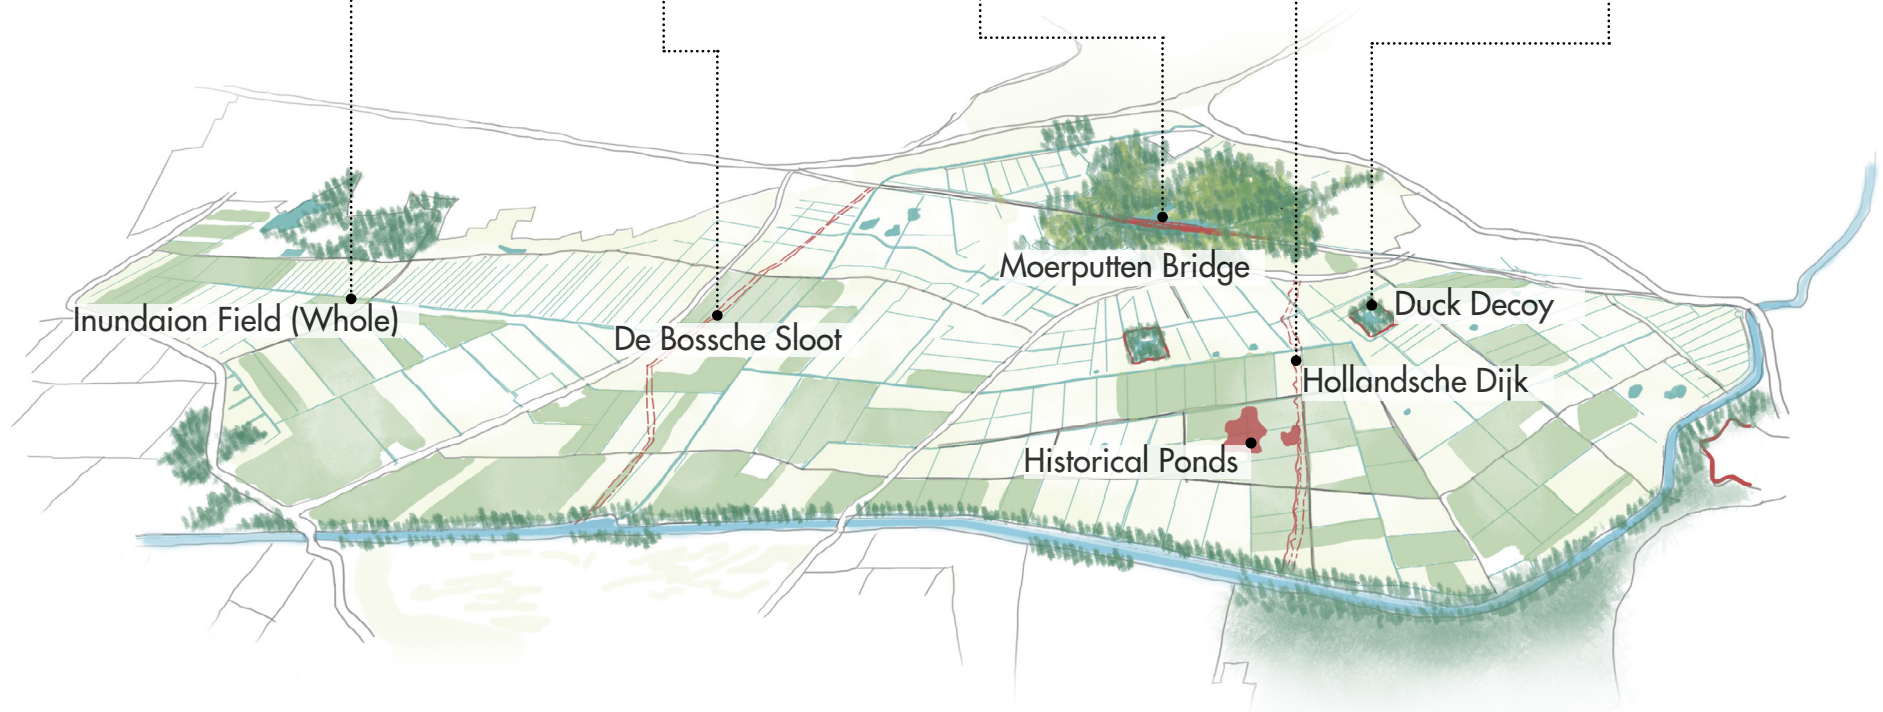 Moerputten Bridge
Duck Decoy
Inundaion Field (Whole)
De Bossche Sloot
Hollandsche Dijk
Historical Ponds